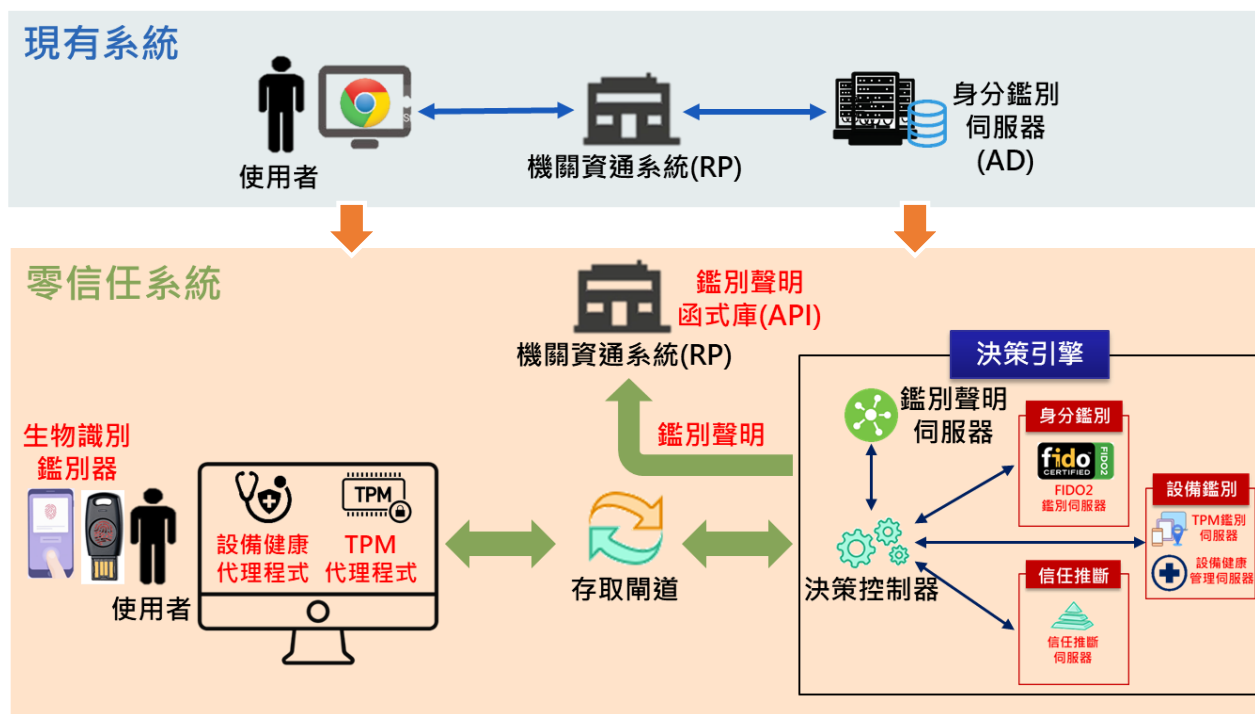 現有系統
使用者
機關資通系統(RP)
身分鑑別
伺服器
(AD)
零信任系統
鑑別聲明
函式庫(API)
機關資通系統(RP)
鑑別聲明
生物識別
鑑別器
使用者
設備健康
代理程式
TPM
TPM
代理程式
存取閘道
決策引擎
鑑別聲明
伺服器
決策控制器
身分鑑別
fido
CERTIFIED
FIDO2
FIDO2
鑑別伺服器
設備鑑別
TPM鑑別
伺服器
設備健康
管理伺服器
信任推斷
信任推斷
伺服器